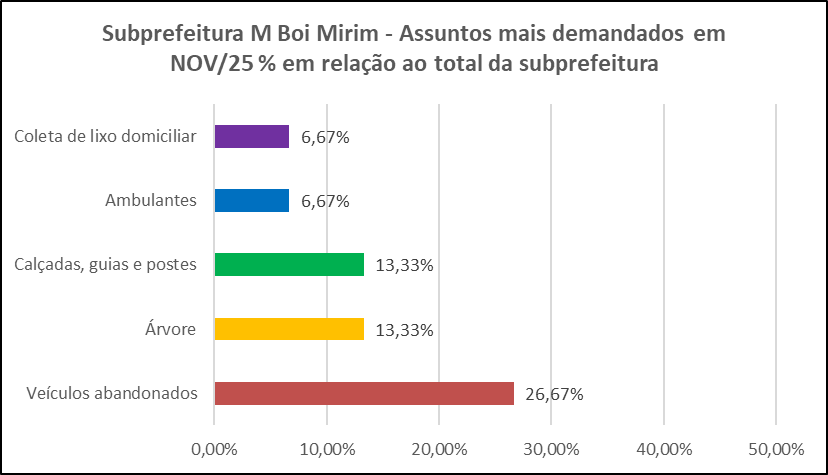 Subprefeitura M Boi Mirim - Assuntos mais demandados em
NOV/25 % em relação ao total da subprefeitura
Coleta de lixo domiciliar 6,67%
Ambulantes 6,67%
Calçadas, guias e postes 13,33%
Árvore 13,33%
Veículos abandonados 26,67%
0,00% 10,00% 20,00% 30,00% 40,00% 50,00%